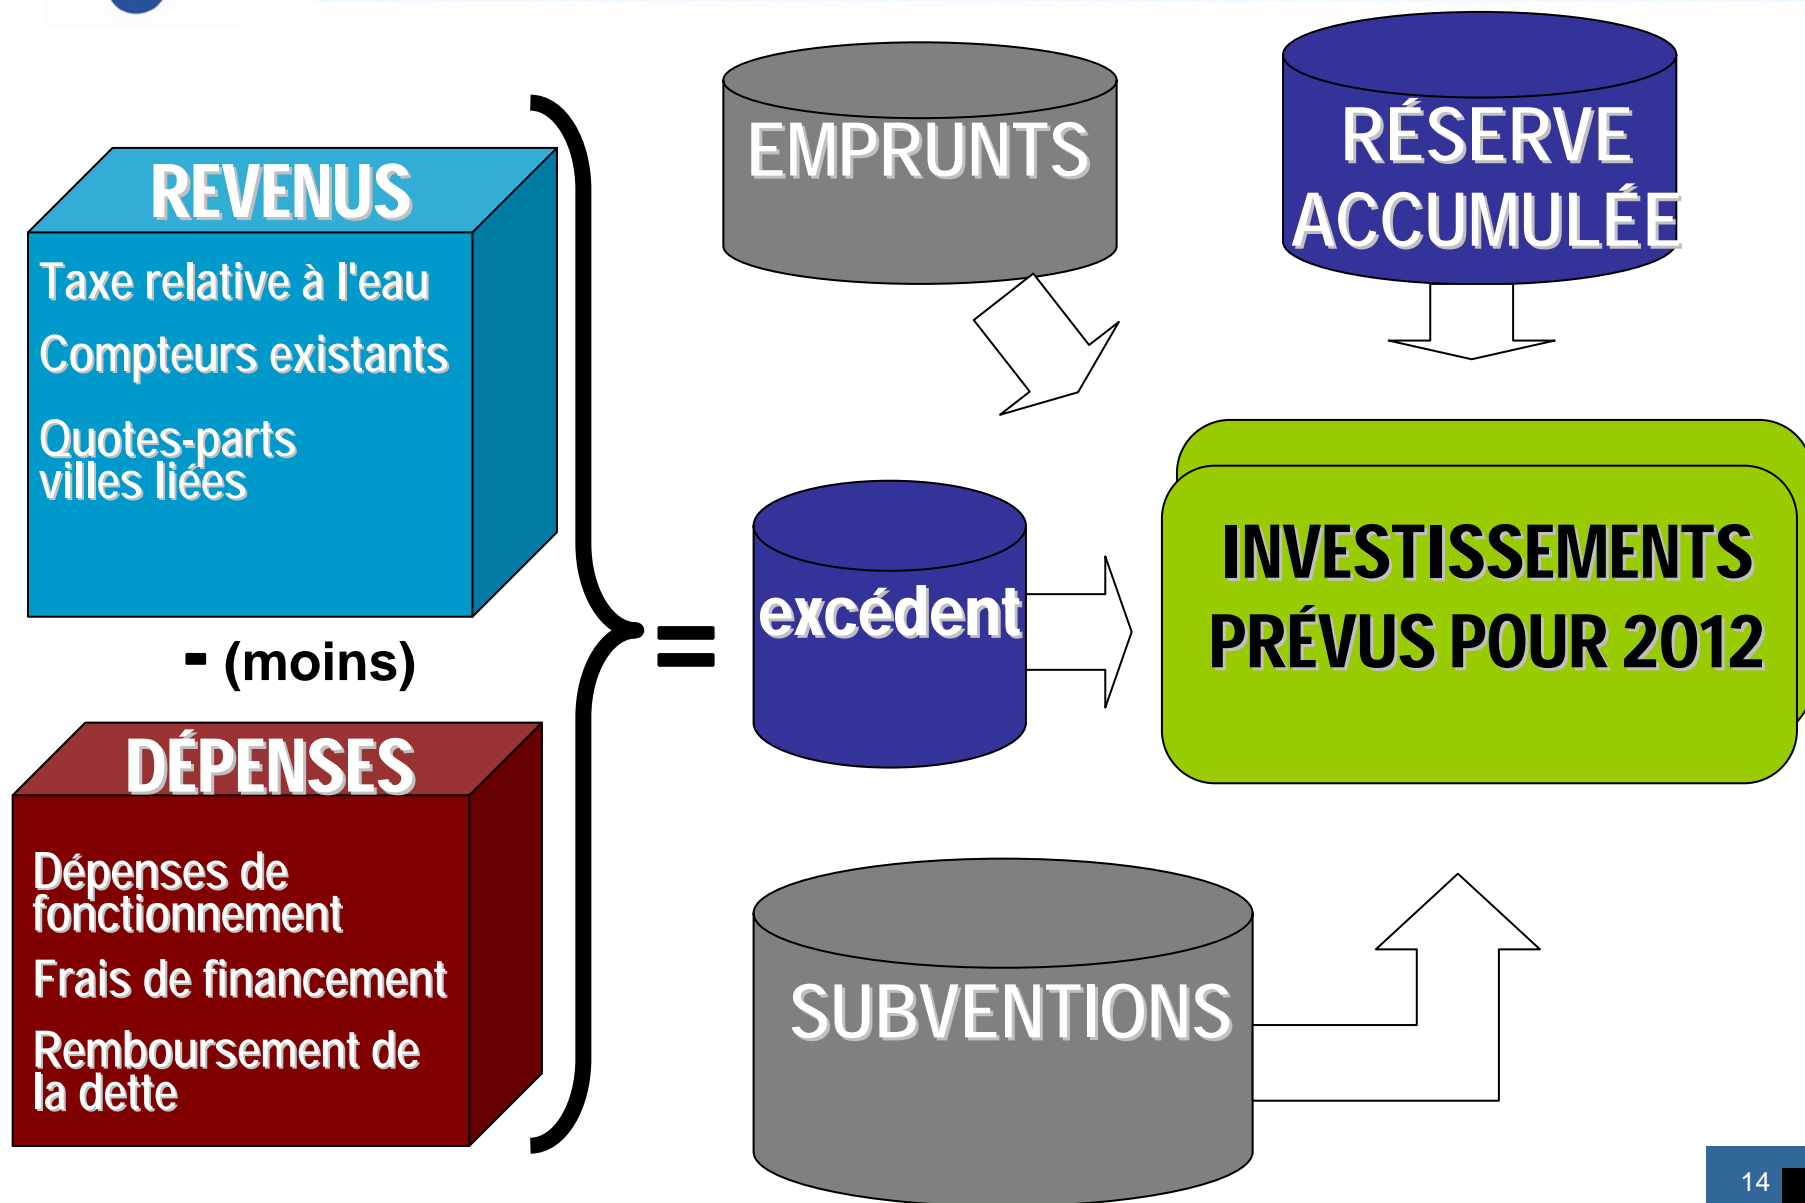 REVENUS
Taxe relative à l'eau
Compteurs existants
Quotes-parts
villes liées
- (moins)
DÉPENSES
Dépenses de
fonctionnement
Frais de financement
Remboursement de
la dette
=
EMPRUNTS
RÉSERVE
ACCUMULÉE
excédent
INVESTISSEMENTS
PRÉVUS POUR 2012
SUBVENTIONS
14